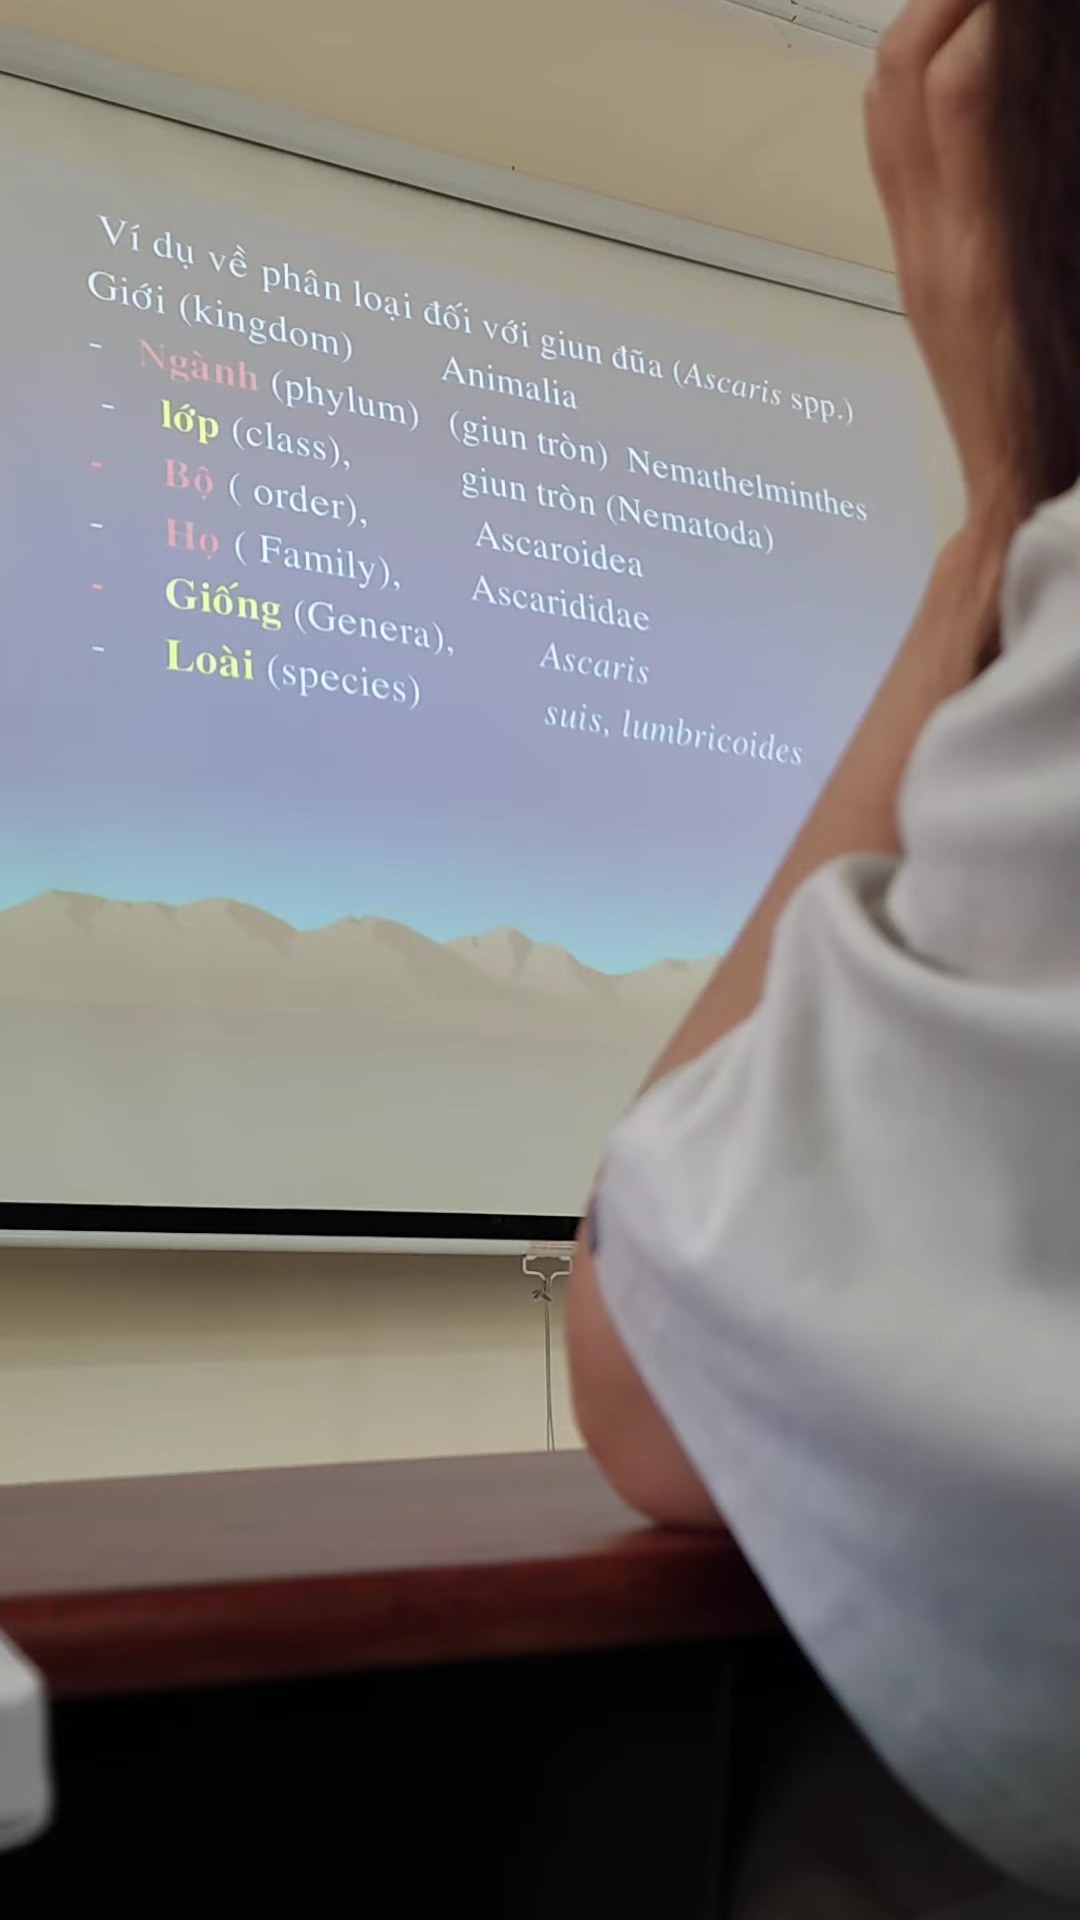 Ví dụ về phân loại đối với giun đũa (Ascaris spp.)
Giới (kingdom) Animalia
- Ngành (phylum) (giun tròn) Nemathelminthes
- lớp (class), giun tròn (Nematoda)
- Bộ ( order), Ascaroidea
- Họ ( Family), Ascarididae
- Giống (Genera), Ascaris
- Loài (species) suis, lumbricoides